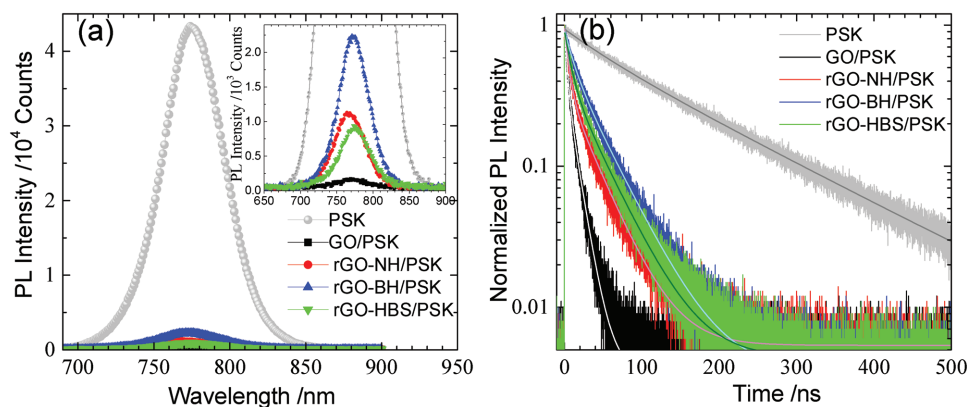 (a)
PL Intensity /10⁴ Counts
4
3
2
1
0
700 750 800 850 900 950
Wavelength /nm
PL Intensity /10³ Counts
2.0
1.5
1.0
0.5
0.0
650 700 750 800 850 900
PSK
GO/PSK
rGO-NH/PSK
rGO-BH/PSK
rGO-HBS/PSK
(b)
Normalized PL Intensity
1
0.1
0.01
0 100 200 300 400 500
Time /ns
PSK
GO/PSK
rGO-NH/PSK
rGO-BH/PSK
rGO-HBS/PSK